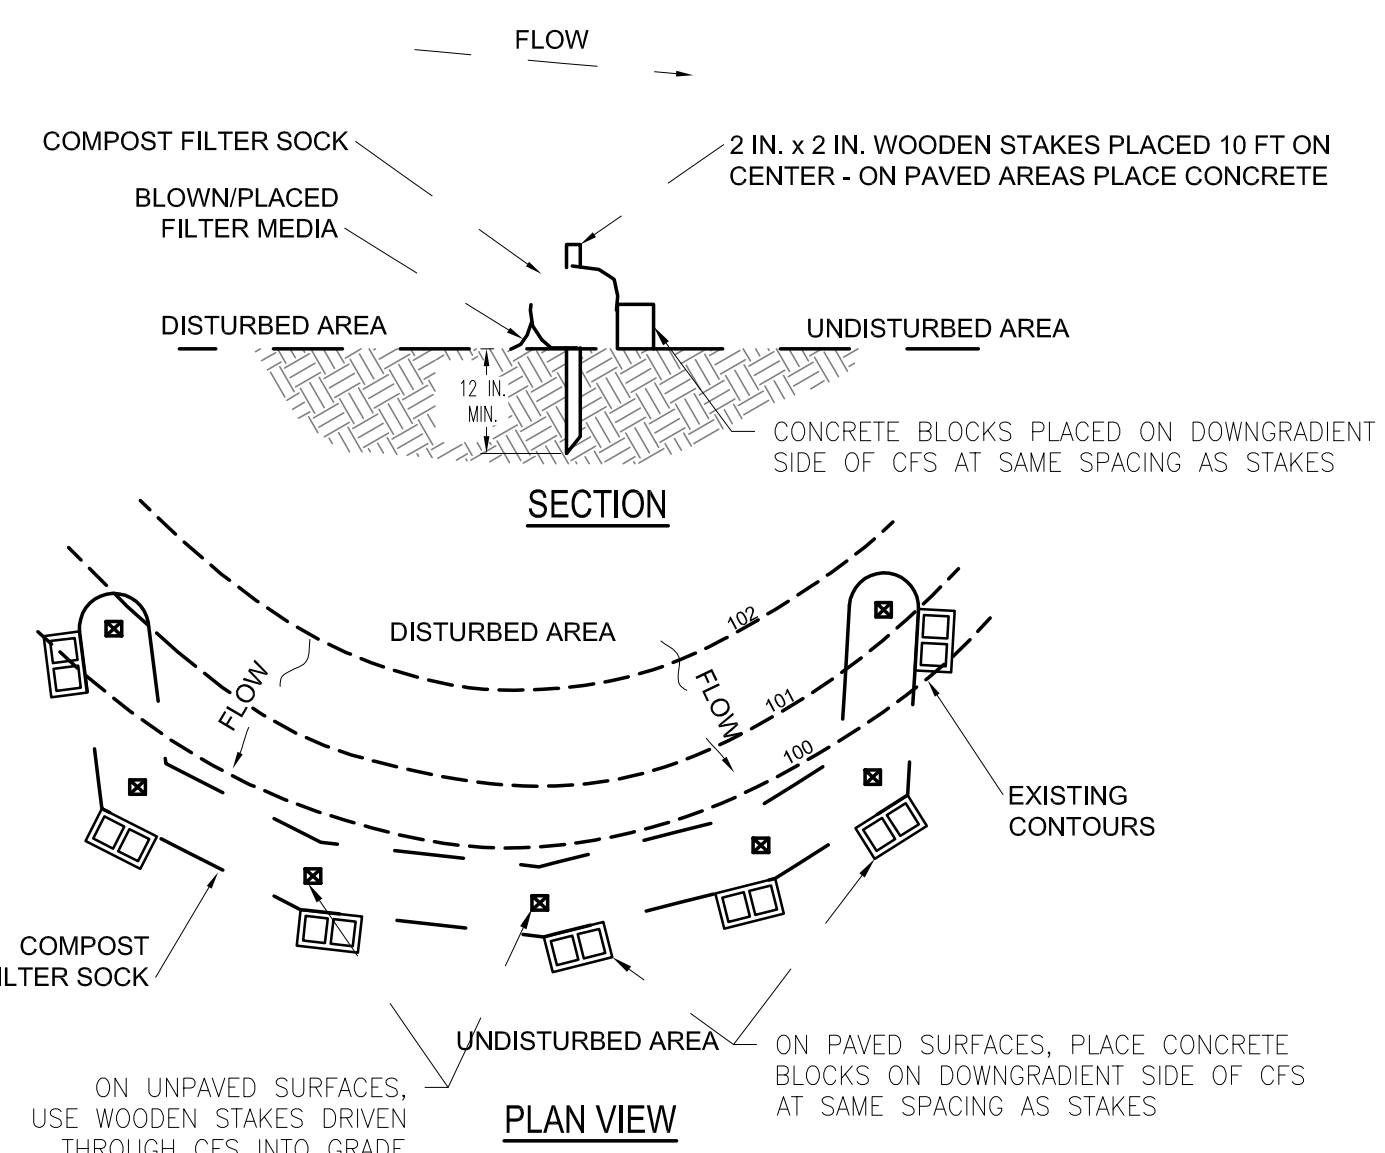 FLOW
COMPOST FILTER SOCK
2 IN. x 2 IN. WOODEN STAKES PLACED 10 FT ON
CENTER - ON PAVED AREAS PLACE CONCRETE
BLOWN/PLACED
FILTER MEDIA
DISTURBED AREA
UNDISTURBED AREA
12 IN.
MIN.
CONCRETE BLOCKS PLACED ON DOWNGRADIENT
SIDE OF CFS AT SAME SPACING AS STAKES
SECTION
DISTURBED AREA
102
101
100
FLOW
FLOW
EXISTING
CONTOURS
COMPOST
ILTER SOCK
UNDISTURBED AREA
ON PAVED SURFACES, PLACE CONCRETE
BLOCKS ON DOWNGRADIENT SIDE OF CFS
AT SAME SPACING AS STAKES
ON UNPAVED SURFACES,
USE WOODEN STAKES DRIVEN
THROUGH CFS INTO GRADE
PLAN VIEW